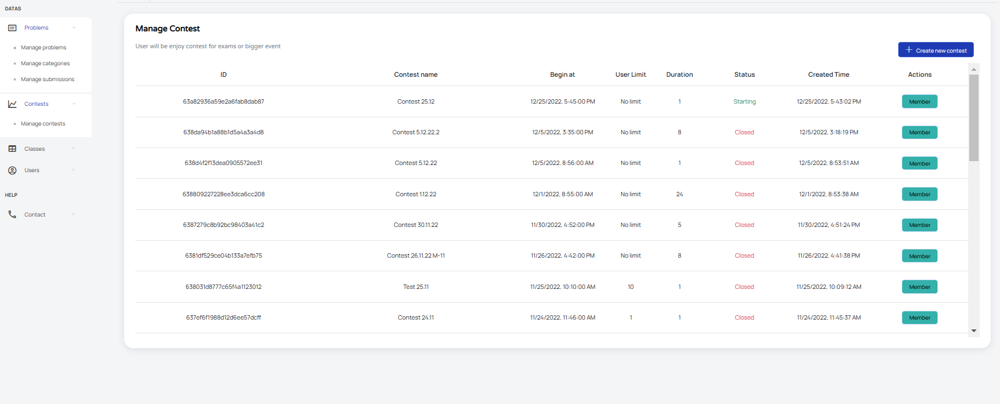 DATAS
Problems
Manage problems
Manage categories
Manage submissions
Contests
Manage contests
Classes
Users
HELP
Contact
Manage Contest
User will be enjoy contest for exams or bigger event
Create new contest
ID Contest name Begin at User Limit Duration Status Created Time Actions
63a82936a59e2a6fab8dab87 Contest 25.12 12/25/2022, 5:45:00 PM No limit 1 Starting 12/25/2022, 5:43:02 PM Member
638da94b1a88b1d5a4a3a4d8 Contest 5.12.22.2 12/5/2022, 3:35:00 PM No limit 8 Closed 12/5/2022, 3:18:19 PM Member
638d4f2f13dea0905572ee31 Contest 5.12.22 12/5/2022, 8:56:00 AM No limit 1 Closed 12/5/2022, 8:53:51 AM Member
638809227228ee3dca6cc208 Contest 1.12.22 12/1/2022, 8:55:00 AM No limit 24 Closed 12/1/2022, 8:53:38 AM Member
6387279c8b92bc98403a41c2 Contest 30.11.22 11/30/2022, 4:52:00 PM No limit 5 Closed 11/30/2022, 4:51:24 PM Member
6381df529ce04b133a7efb75 Contest 26.11.22 M-11 11/26/2022, 4:42:00 PM No limit 8 Closed 11/26/2022, 4:41:38 PM Member
638031d8777c65f4a1123012 Test 25.11 11/25/2022, 10:10:00 AM 10 1 Closed 11/25/2022, 10:09:12 AM Member
637ef6f1988d12d6ee57dcff Contest 24.11 11/24/2022, 11:46:00 AM 1 1 Closed 11/24/2022, 11:45:37 AM Member